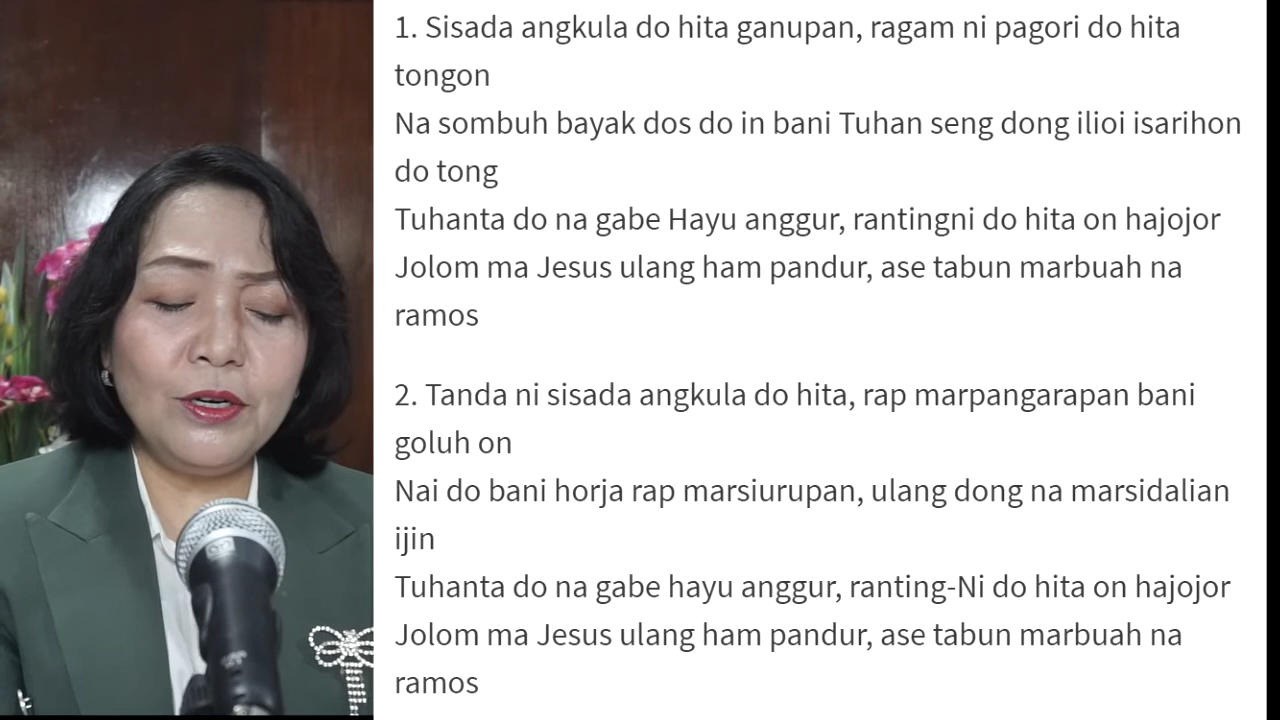 1. Sisada angkula do hita ganupan, ragam ni pagori do hita
tongon
Na sombuh bayak dos do in bani Tuhan seng dong ilioi isarihon
do tong
Tuhanta do na gabe Hayu anggur, rantingni do hita on hajojor
Jolom ma Jesus ulang ham pandur, ase tabun marbuah na
ramos
2. Tanda ni sisada angkula do hita, rap marpangarapan bani
goluh on
Nai do bani horja rap marsiurupan, ulang dong na marsidalian
ijin
Tuhanta do na gabe hayu anggur, ranting-Ni do hita on hajojor
Jolom ma Jesus ulang ham pandur, ase tabun marbuah na
ramos